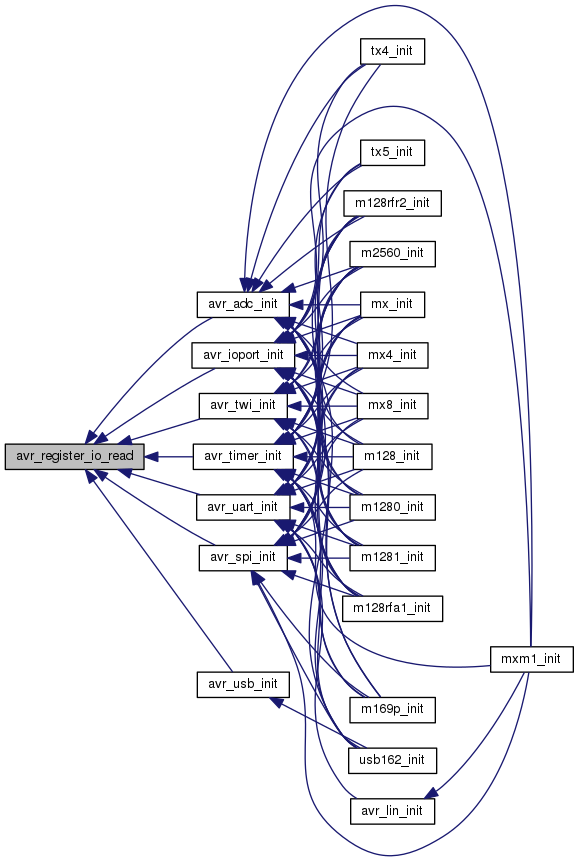 avr_register_io_read
avr_adc_init
avr_ioport_init
avr_twi_init
avr_timer_init
avr_uart_init
avr_spi_init
avr_usb_init
tx4_init
tx5_init
m128rfr2_init
m2560_init
mx_init
mx4_init
mx8_init
m128_init
m1280_init
m1281_init
m128rfa1_init
m169p_init
usb162_init
avr_lin_init
mxm1_init